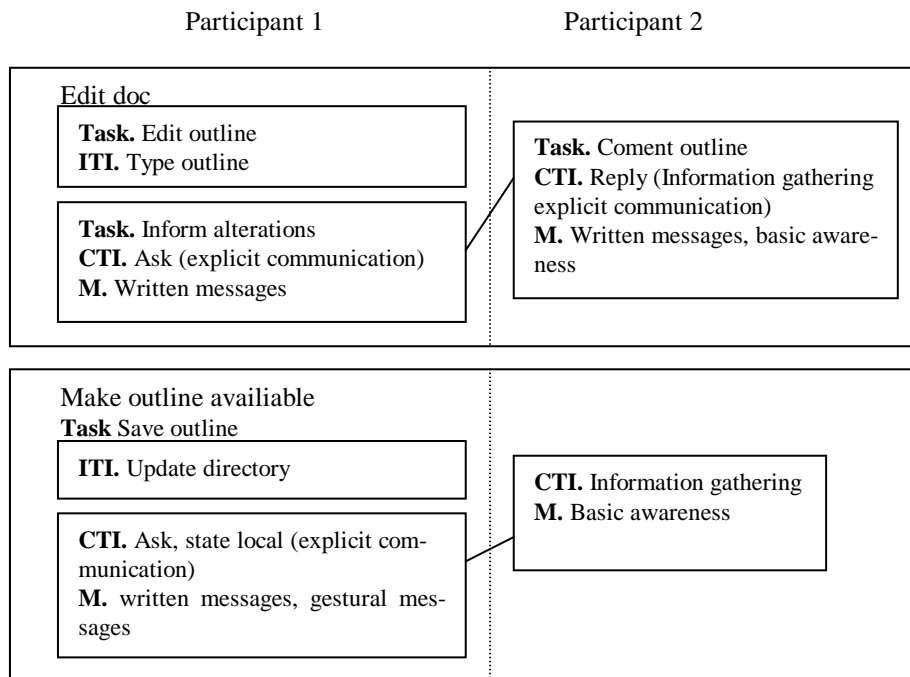 Participant 1
Participant 2
Edit doc
Task. Edit outline
ITI. Type outline
Task. Inform alterations
CTI. Ask (explicit communication)
M. Written messages
Task. Coment outline
CTI. Reply (Information gathering
explicit communication)
M. Written messages, basic aware-
ness
Make outline availiable
Task Save outline
ITI. Update directory
CTI. Ask, state local (explicit com-
munication)
M. written messages, gestural mes-
sages
CTI. Information gathering
M. Basic awareness